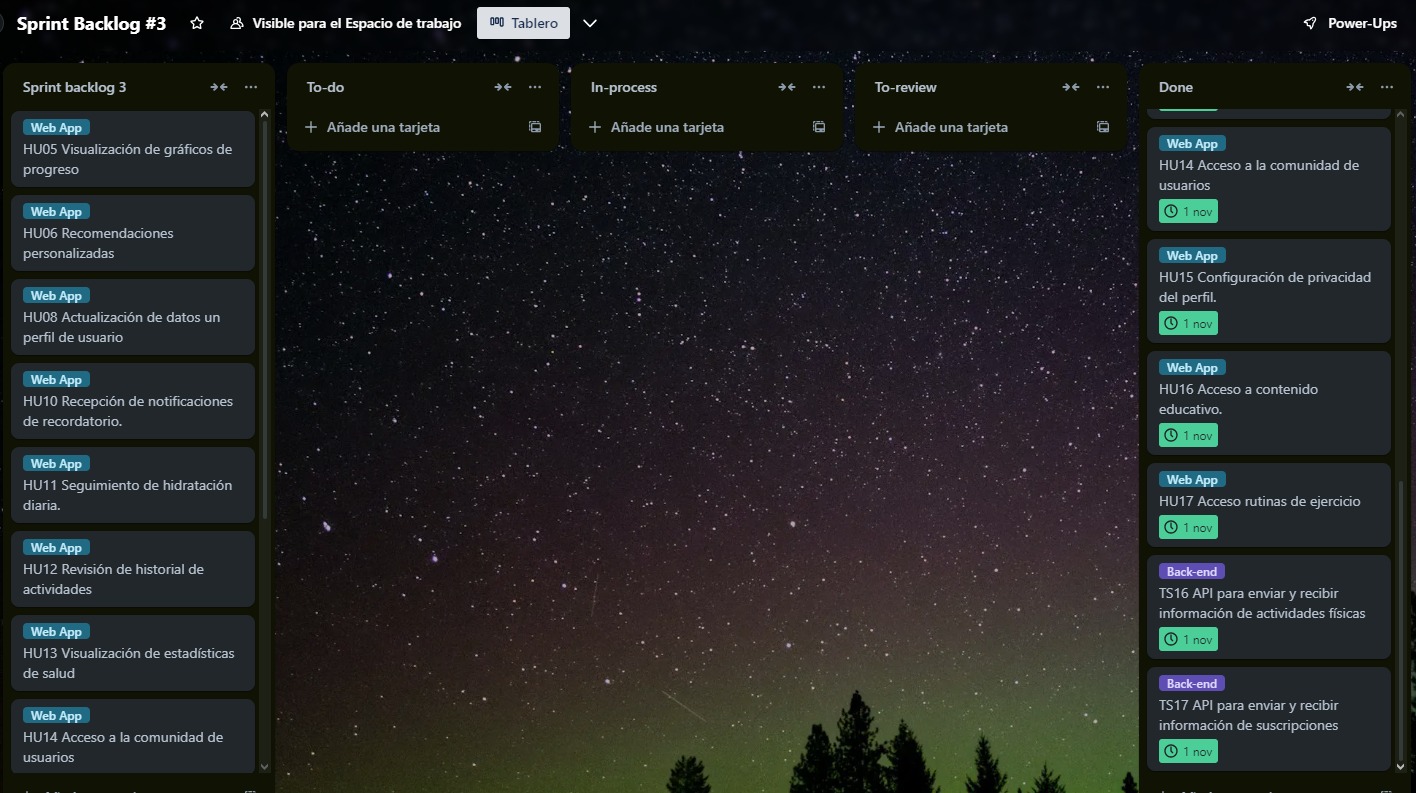 Sprint Backlog #3
Visible para el Espacio de trabajo
Tablero
Power-Ups
Sprint backlog 3
Web App
HU05 Visualización de gráficos de
progreso
Web App
HU06 Recomendaciones
personalizadas
Web App
HU08 Actualización de datos un
perfil de usuario
Web App
HU10 Recepción de notificaciones
de recordatorio.
Web App
HU11 Seguimiento de hidratación
diaria.
Web App
HU12 Revisión de historial de
actividades
Web App
HU13 Visualización de estadísticas
de salud
Web App
HU14 Acceso a la comunidad de
usuarios
To-do
Añade una tarjeta
In-process
Añade una tarjeta
To-review
Añade una tarjeta
Done
Web App
HU14 Acceso a la comunidad de
usuarios
1 nov
Web App
HU15 Configuración de privacidad
del perfil.
1 nov
Web App
HU16 Acceso a contenido
educativo.
1 nov
Web App
HU17 Acceso rutinas de ejercicio
1 nov
Back-end
TS16 API para enviar y recibir
información de actividades físicas
1 nov
Back-end
TS17 API para enviar y recibir
información de suscripciones
1 nov